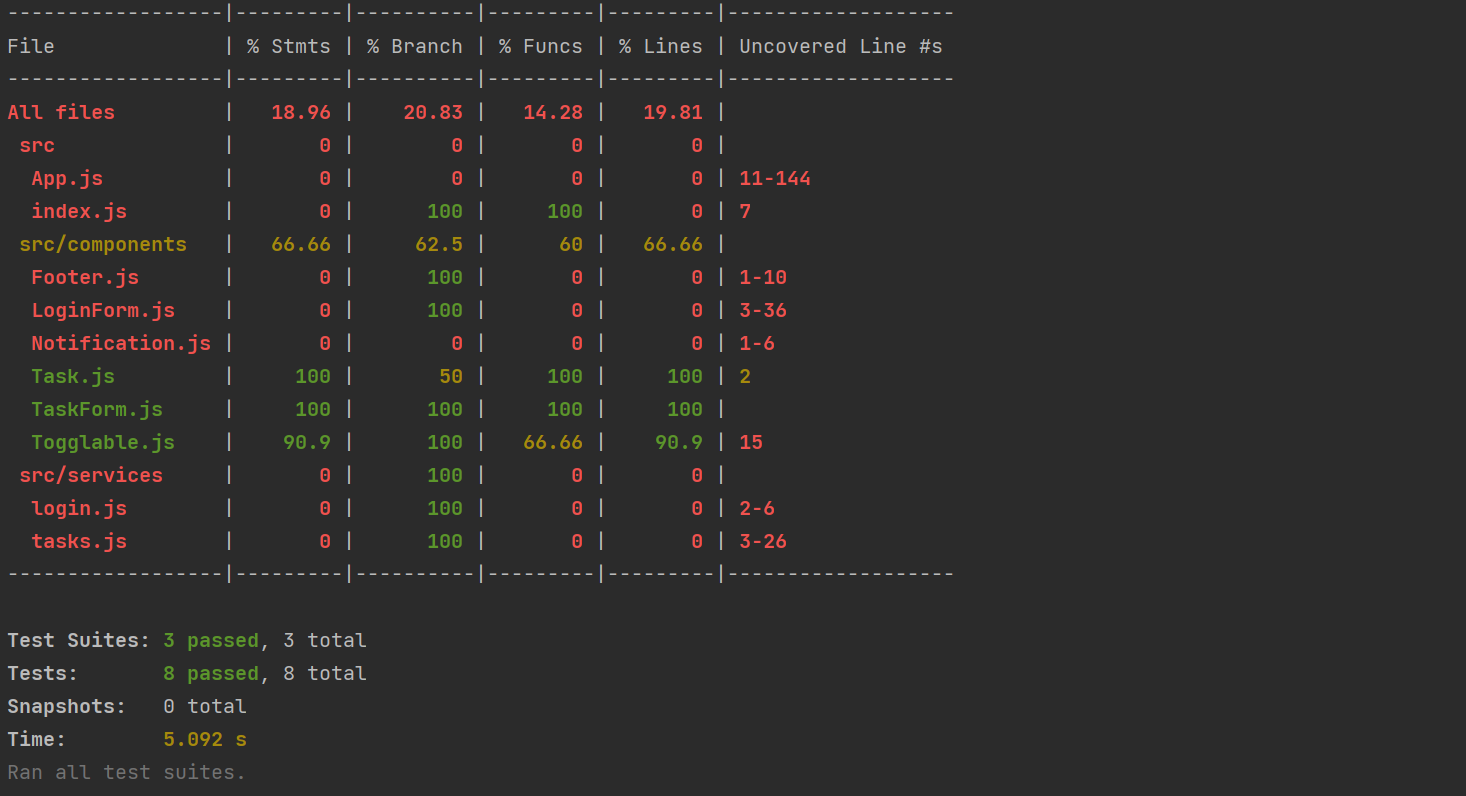 ------------------|---------|----------|---------|---------|-------------------
File              | % Stmts | % Branch | % Funcs | % Lines | Uncovered Line #s
------------------|---------|----------|---------|---------|-------------------
All files         |   18.96 |    20.83 |   14.28 |   19.81 |
 src              |       0 |        0 |       0 |       0 |
  App.js          |       0 |        0 |       0 |       0 | 11-144
  index.js        |       0 |      100 |     100 |       0 | 7
 src/components   |   66.66 |     62.5 |      60 |   66.66 |
  Footer.js       |       0 |      100 |       0 |       0 | 1-10
  LoginForm.js    |       0 |      100 |       0 |       0 | 3-36
  Notification.js |       0 |        0 |       0 |       0 | 1-6
  Task.js         |     100 |       50 |     100 |     100 | 2
  TaskForm.js     |     100 |      100 |     100 |     100 |
  Togglable.js    |    90.9 |      100 |   66.66 |    90.9 | 15
 src/services     |       0 |      100 |       0 |       0 |
  login.js        |       0 |      100 |       0 |       0 | 2-6
  tasks.js        |       0 |      100 |       0 |       0 | 3-26
------------------|---------|----------|---------|---------|-------------------
Test Suites: 3 passed, 3 total
Tests:       8 passed, 8 total
Snapshots:   0 total
Time:        5.092 s
Ran all test suites.